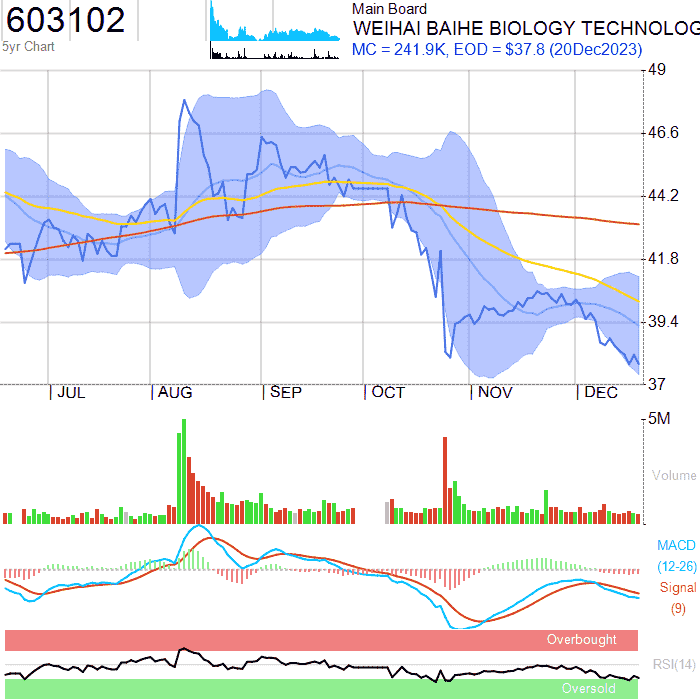 603102
5yr Chart
Main Board
WEIHAI BAIHE BIOLOGY TECHNOLOG
MC = 241.9K, EOD = $37.8 (20Dec2023)
49
46.6
44.2
41.8
39.4
37
JUL AUG SEP OCT NOV DEC
5M
Volume
MACD
(12-26)
Signal
(9)
Overbought
RSI(14)
Oversold